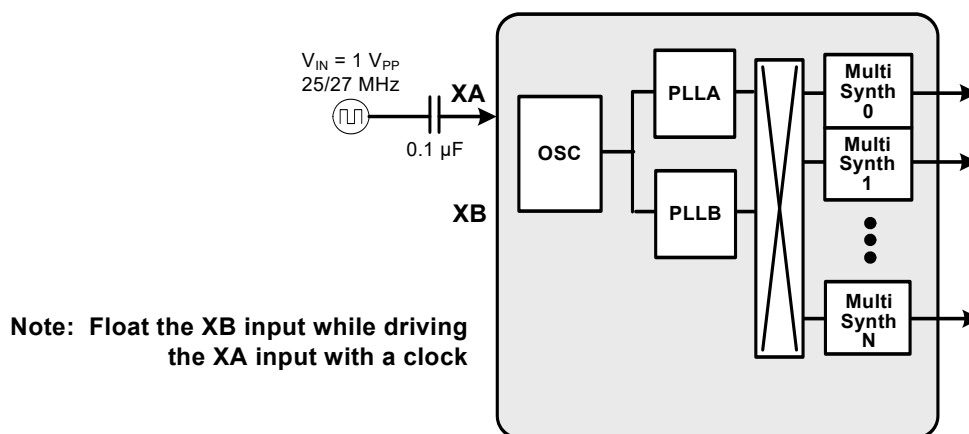 V_IN = 1 V_PP
25/27 MHz
XA
0.1 µF
XB
OSC
PLLA
PLLB
Multi
Synth
0
Multi
Synth
1
Multi
Synth
N
Note: Float the XB input while driving
the XA input with a clock